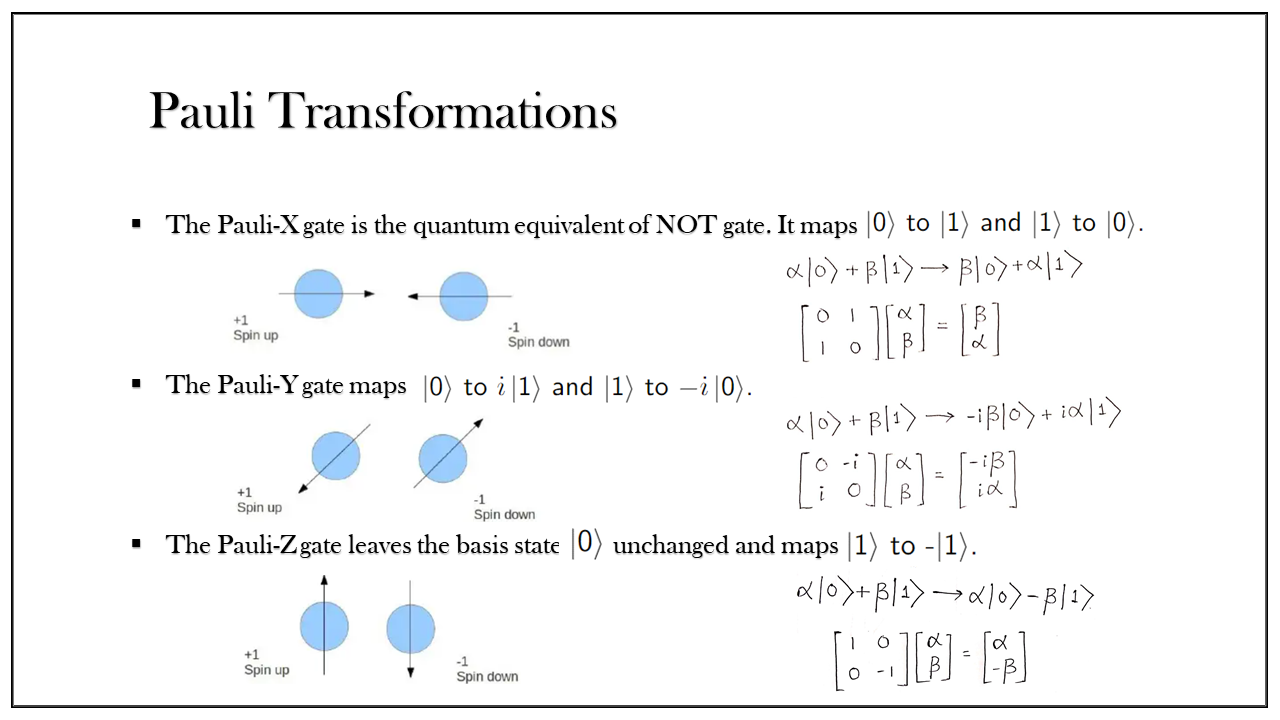 Pauli Transformations
▪ The Pauli-X gate is the quantum equivalent of NOT gate. It maps |0⟩ to |1⟩ and |1⟩ to |0⟩.
+1
Spin up
-1
Spin down
α|0⟩ + β|1⟩ → β|0⟩ + α|1⟩
[0 1; 1 0] [α; β] = [β; α]
▪ The Pauli-Y gate maps |0⟩ to i|1⟩ and |1⟩ to −i|0⟩.
+1
Spin up
-1
Spin down
α|0⟩ + β|1⟩ → -iβ|0⟩ + iα|1⟩
[0 -i; i 0] [α; β] = [-iβ; iα]
▪ The Pauli-Z gate leaves the basis state |0⟩ unchanged and maps |1⟩ to -|1⟩.
+1
Spin up
-1
Spin down
α|0⟩ + β|1⟩ → α|0⟩ − β|1⟩
[1 0; 0 -1] [α; β] = [α; -β]